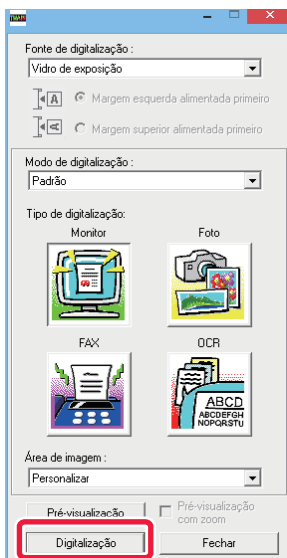 TWAIN
Fonte de digitalização :
Vidro de exposição
A Margem esquerda alimentada primeiro
A Margem superior alimentada primeiro
Modo de digitalização :
Padrão
Tipo de digitalização:
Monitor Foto
FAX OCR
ABCD
ABCDEFGH
NOPQRSTU
Área de imagem :
Personalizar
Pré-visualização Pré-visualização
com zoom
Digitalização Fechar